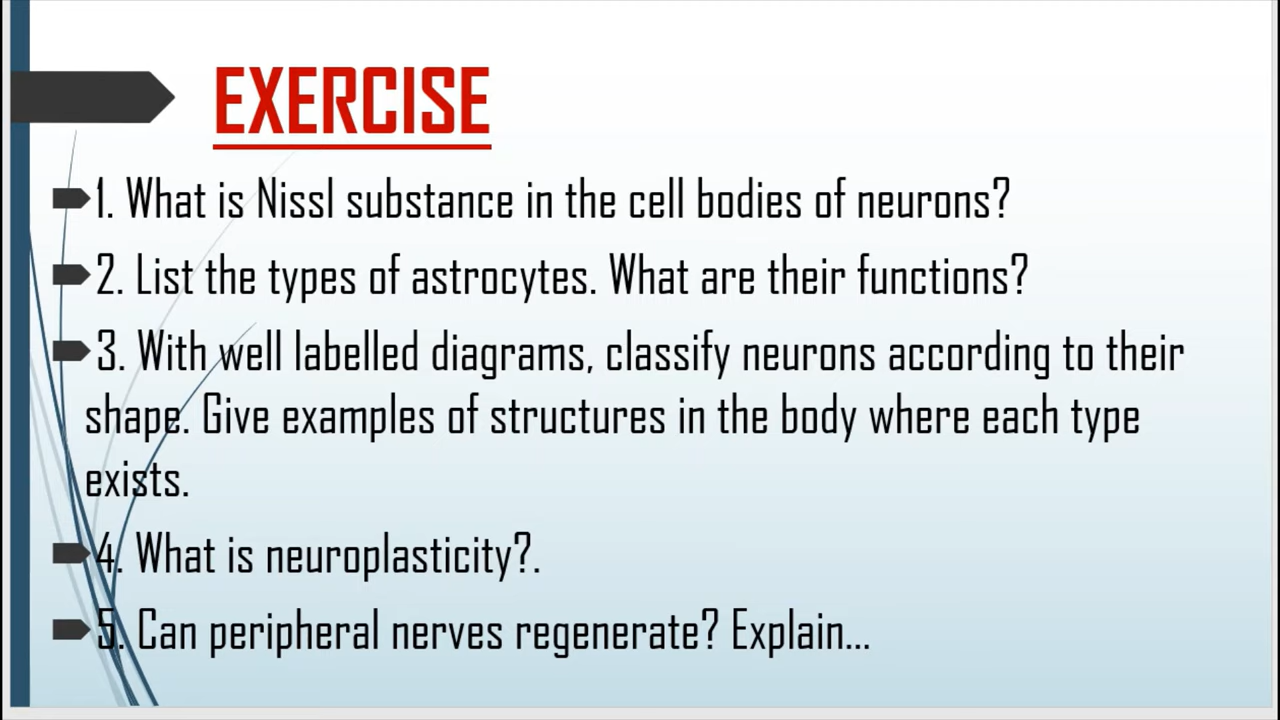 EXERCISE
1. What is Nissl substance in the cell bodies of neurons?
2. List the types of astrocytes. What are their functions?
3. With well labelled diagrams, classify neurons according to their
shape. Give examples of structures in the body where each type
exists.
4. What is neuroplasticity?.
5. Can peripheral nerves regenerate? Explain...